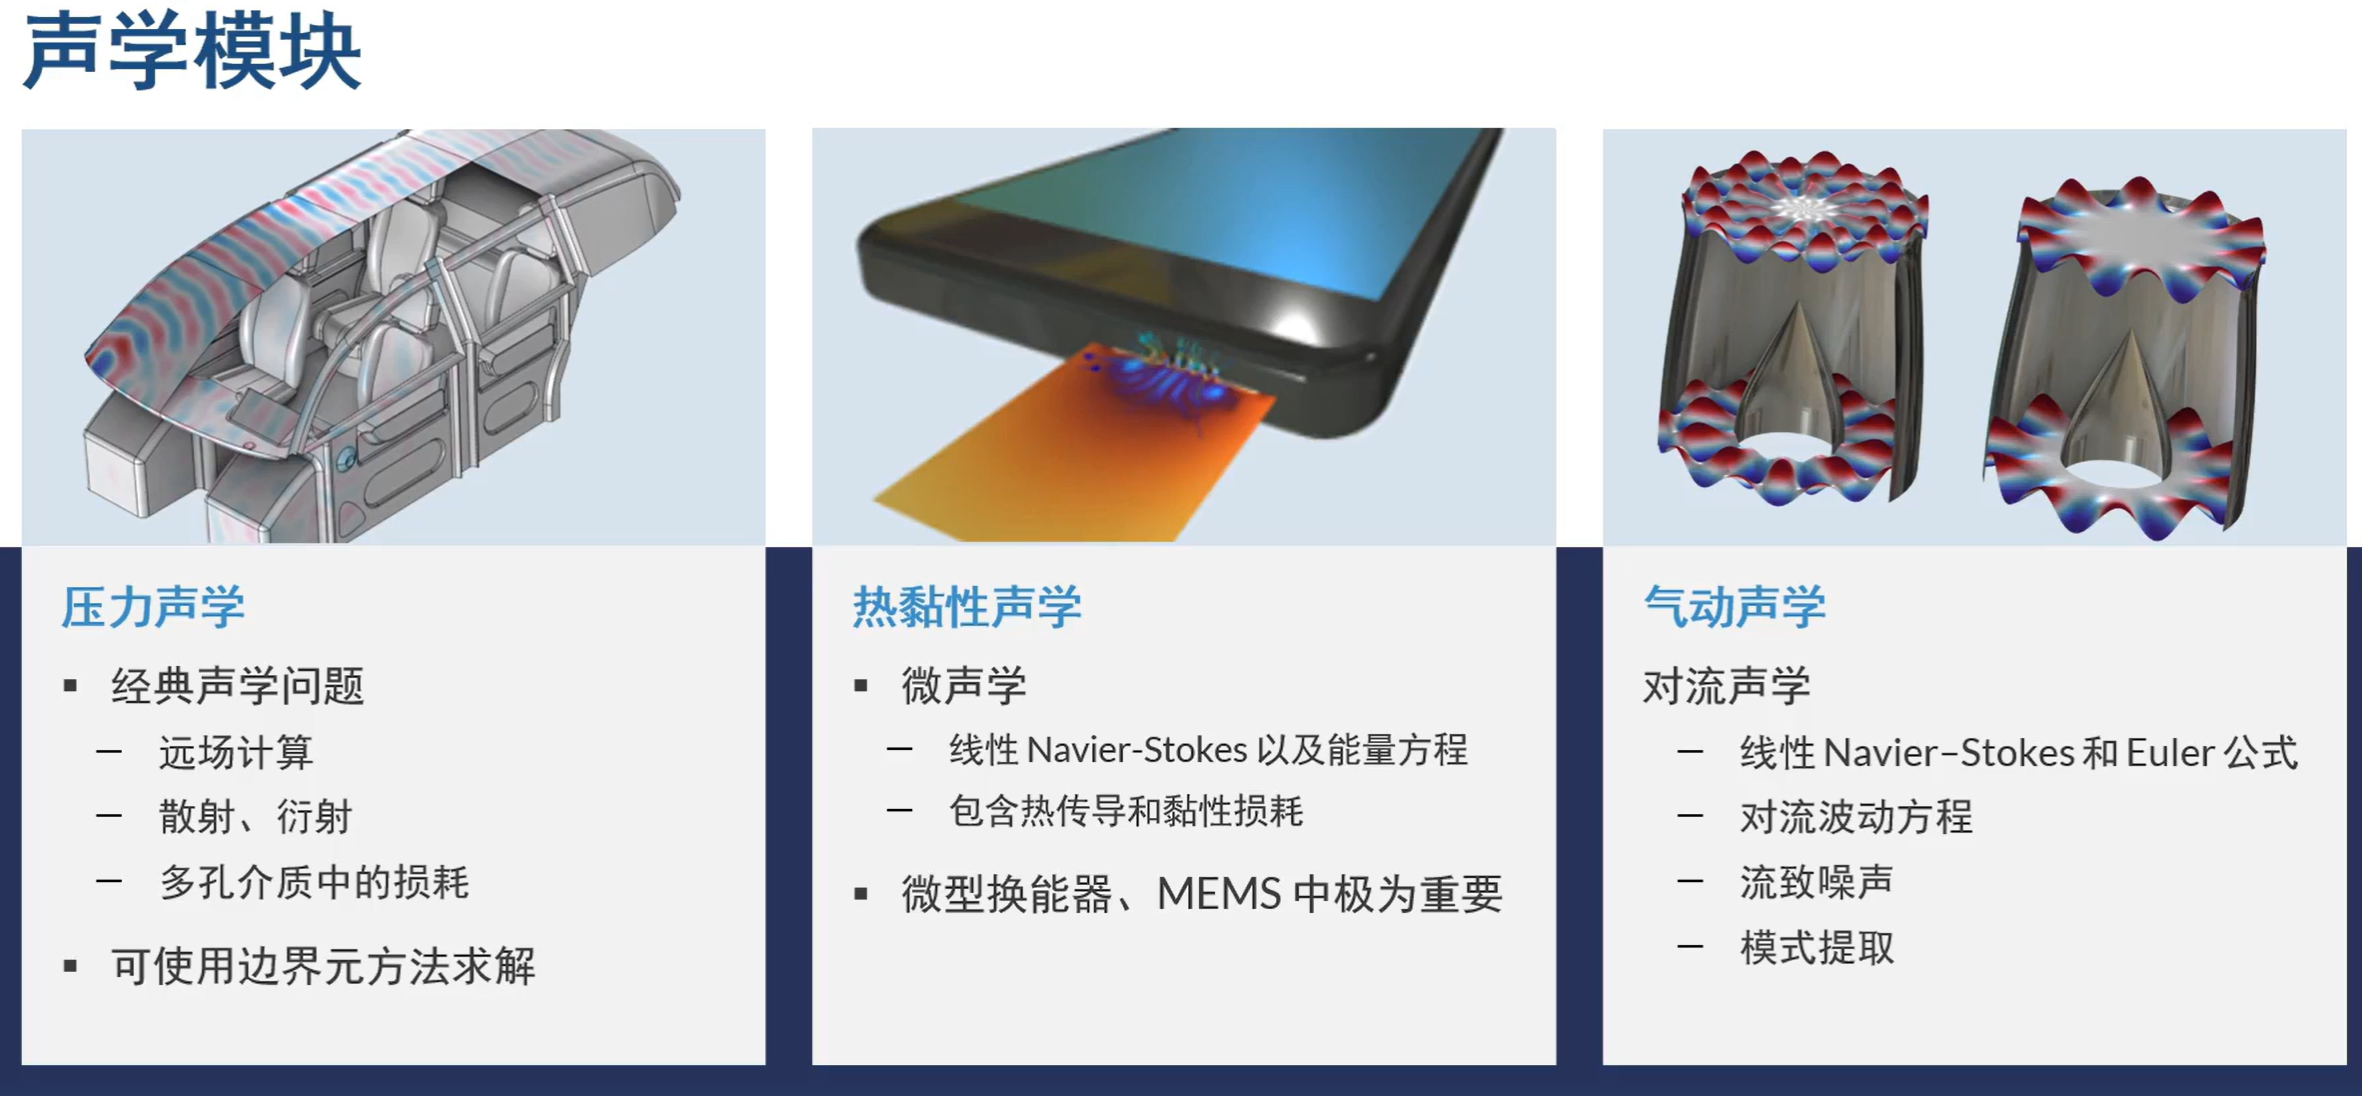 声学模块
压力声学
▪ 经典声学问题
– 远场计算
– 散射、衍射
– 多孔介质中的损耗
▪ 可使用边界元方法求解
热黏性声学
▪ 微声学
– 线性 Navier-Stokes 以及能量方程
– 包含热传导和黏性损耗
▪ 微型换能器、MEMS 中极为重要
气动声学
对流声学
– 线性 Navier–Stokes 和 Euler 公式
– 对流波动方程
– 流致噪声
– 模式提取